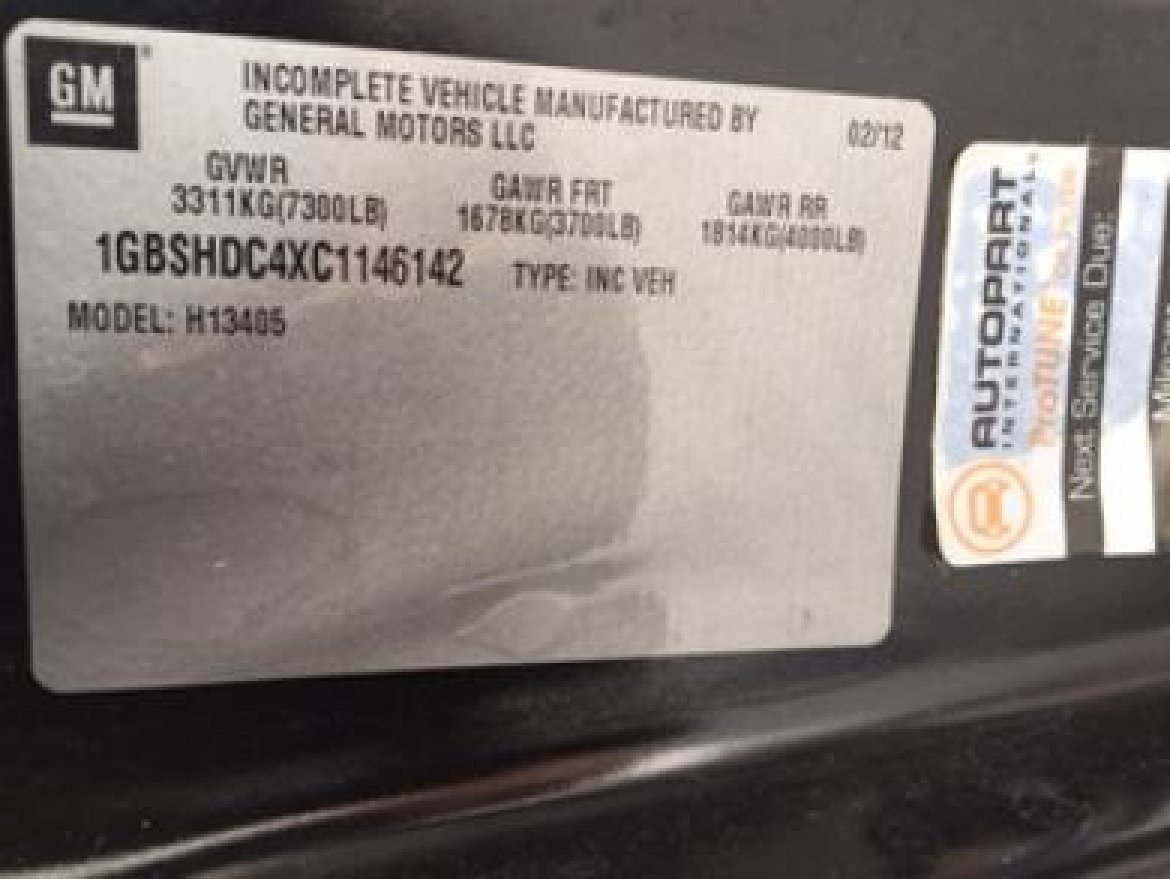 GM
INCOMPLETE VEHICLE MANUFACTURED BY
GENERAL MOTORS LLC
02/12
GVWR
3311KG(7300LB)
GAWR FRT
1678KG(3700LB)
GAWR RR
1814KG(4000LB)
1GBSHDC4XC1146142
TYPE: INC VEH
MODEL: H13405
AUTOPART
INTERNATIONAL
ProTUNE
Next Service Due: